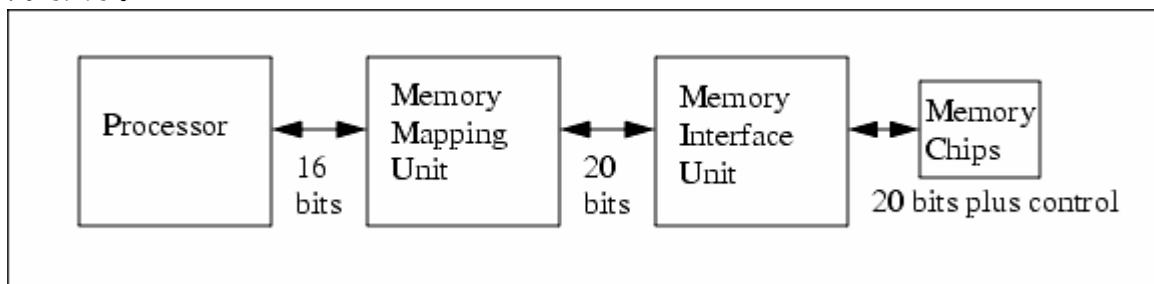 Processor
16
bits
Memory
Mapping
Unit
20
bits
Memory
Interface
Unit
Memory
Chips
20 bits plus control